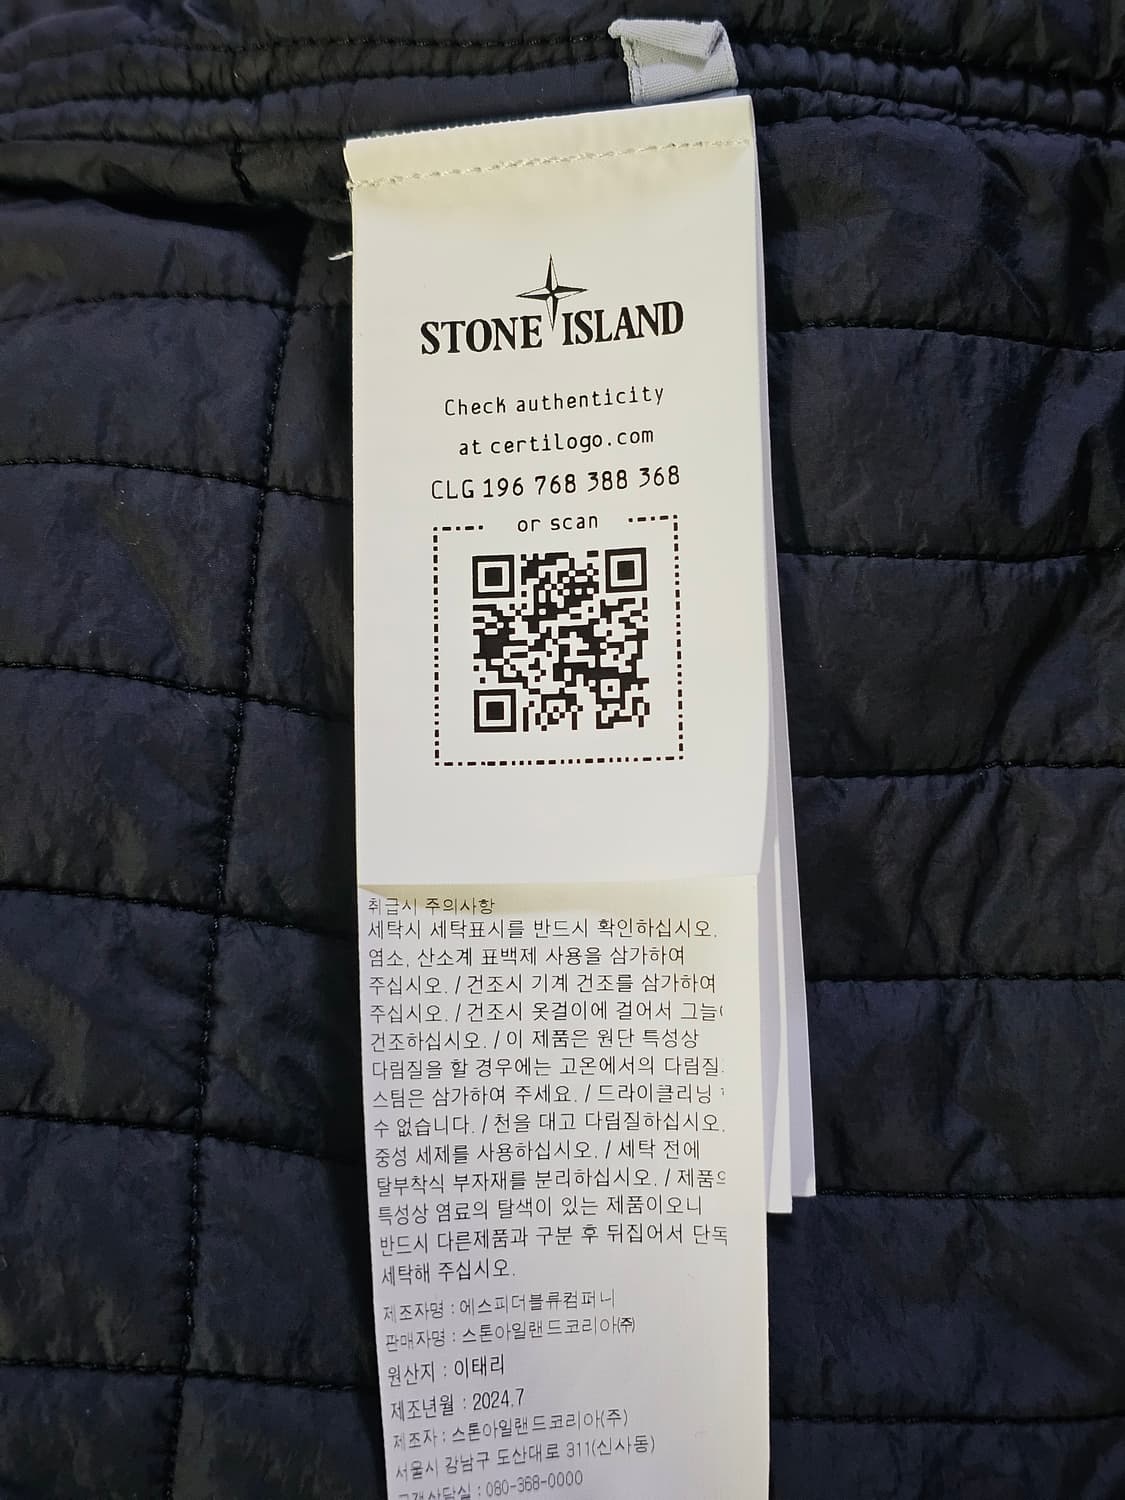 STONE ISLAND
Check authenticity
at certilogo.com
CLG 196 768 388 368
or scan
취급시 주의사항
세탁시 세탁표시를 반드시 확인하십시오.
염소, 산소계 표백제 사용을 삼가하여
주십시오. / 건조시 기계 건조를 삼가하여
주십시오. / 건조시 옷걸이에 걸어서
건조하십시오. / 이 제품은 원단 특성상
다림질을 할 경우에는 고온에서의 다림질
스팀은 삼가하여 주세요. / 드라이클리닝
수 없습니다. / 천을 대고 다림질하십시오.
중성 세제를 사용하십시오. / 세탁 전에
탈부착식 부자재를 분리하십시오. /
특성상 염료의 탈색이 있는 제품이오니
반드시 다른제품과 구분 후 뒤집어서 단독
세탁해 주십시오.
제조자명 : 에스피더블류컴퍼니
판매자명 : 스톤아일랜드코리아㈜
원산지 : 이태리
제조년월 : 2024.7
제조자 : 스톤아일랜드코리아(주)
서울시 강남구 도산대로 311(신사동)
고객상담실 : 080-368-0000